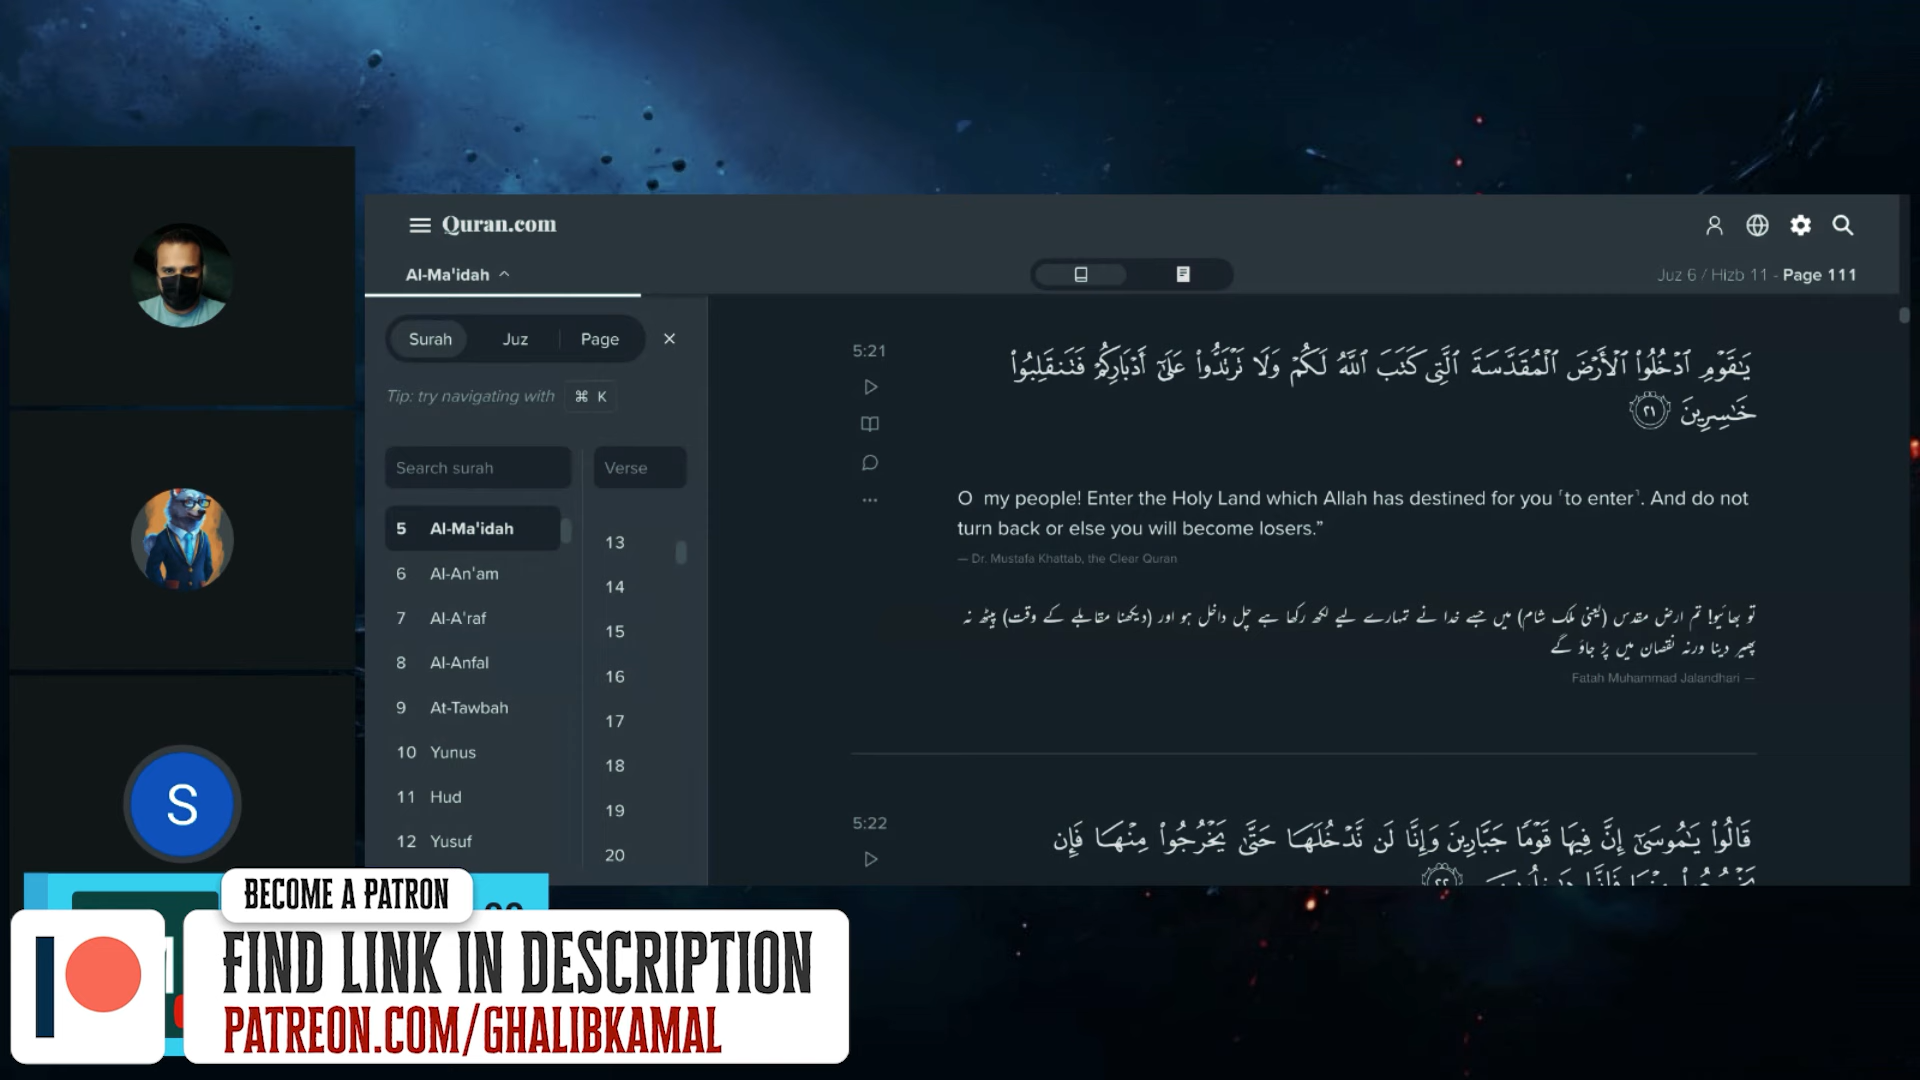 Quran.com
Al-Ma'idah
Juz 6 / Hizb 11 - Page 111
Surah
Juz
Page
Tip: try navigating with ⌘ K
Search surah
Verse
5 Al-Ma'idah
6 Al-An'am
7 Al-A'raf
8 Al-Anfal
9 At-Tawbah
10 Yunus
11 Hud
12 Yusuf
13
14
15
16
17
18
19
20
5:21
يَـٰقَوْمِ ٱدْخُلُوا۟ ٱلْأَرْضَ ٱلْمُقَدَّسَةَ ٱلَّتِى كَتَبَ ٱللَّهُ لَكُمْ وَلَا تَرْتَدُّوا۟ عَلَىٰٓ أَدْبَارِكُمْ فَتَنقَلِبُوا۟
خَـٰسِرِينَ ٢١
O my people! Enter the Holy Land which Allah has destined for you ˹to enter˺. And do not
turn back or else you will become losers.”
— Dr. Mustafa Khattab, the Clear Quran
تو بھائیو! تم ارض مقدس (یعنی ملک شام) میں جسے خدا نے تمہارے لیے لکھ رکھا ہے چل داخل ہو اور (دیکھنا مقابلے کے وقت) پیٹھ نہ
پھیر دینا ورنہ نقصان میں پڑ جاؤ گے
Fatah Muhammad Jalandhari —
5:22
قَالُوا۟ يَـٰمُوسَىٰٓ إِنَّ فِيهَا قَوْمًا جَبَّارِينَ وَإِنَّا لَن نَّدْخُلَهَا حَتَّىٰ يَخْرُجُوا۟ مِنْهَا فَإِن
S
BECOME A PATRON
FIND LINK IN DESCRIPTION
PATREON.COM/GHALIBKAMAL